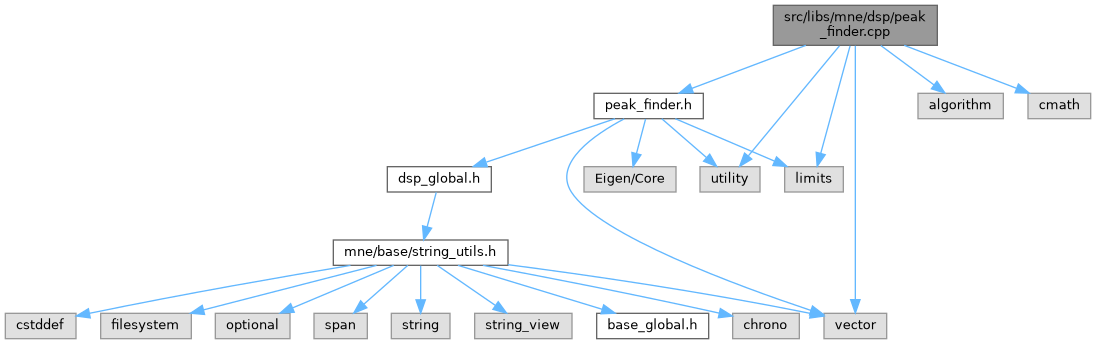 src/libs/mne/dsp/peak
_finder.cpp
peak_finder.h
algorithm
cmath
dsp_global.h
Eigen/Core
utility
limits
mne/base/string_utils.h
cstddef
filesystem
optional
span
string
string_view
base_global.h
chrono
vector